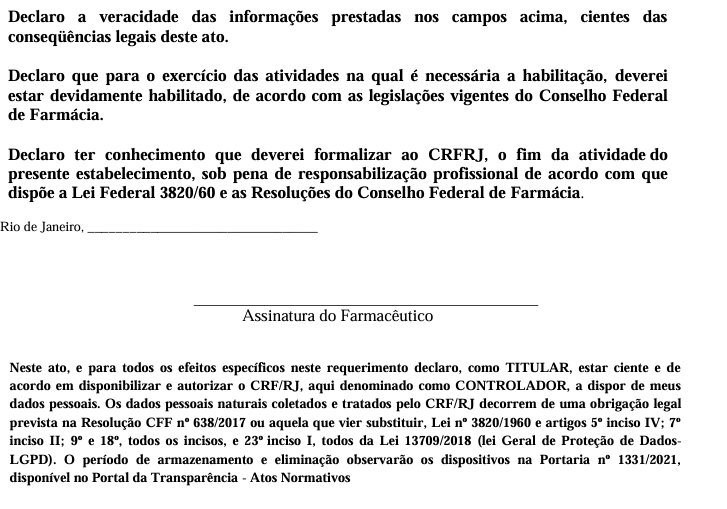 Declaro a veracidade das informações prestadas nos campos acima, cientes das
conseqüências legais deste ato.
Declaro que para o exercício das atividades na qual é necessária a habilitação, deverei
estar devidamente habilitado, de acordo com as legislações vigentes do Conselho Federal
de Farmácia.
Declaro ter conhecimento que deverei formalizar ao CRFRJ, o fim da atividade do
presente estabelecimento, sob pena de responsabilização profissional de acordo com que
dispõe a Lei Federal 3820/60 e as Resoluções do Conselho Federal de Farmácia.
Rio de Janeiro, __________________________________
Assinatura do Farmacêutico
Neste ato, e para todos os efeitos específicos neste requerimento declaro, como TITULAR, estar ciente e de
acordo em disponibilizar e autorizar o CRF/RJ, aqui denominado como CONTROLADOR, a dispor de meus
dados pessoais. Os dados pessoais naturais coletados e tratados pelo CRF/RJ decorrem de uma obrigação legal
prevista na Resolução CFF nº 638/2017 ou aquela que vier substituir, Lei nº 3820/1960 e artigos 5º inciso IV; 7º
inciso II; 9º e 18º, todos os incisos, e 23º inciso I, todos da Lei 13709/2018 (lei Geral de Proteção de Dados-
LGPD). O período de armazenamento e eliminação observarão os dispositivos na Portaria nº 1331/2021,
disponível no Portal da Transparência - Atos Normativos